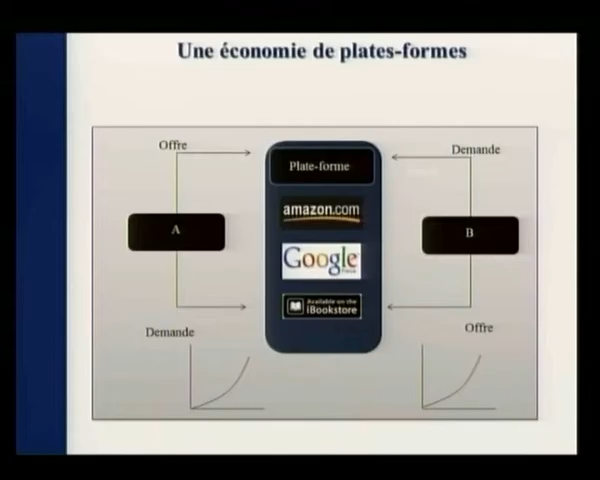 Une économie de plates-formes
Offre
Demande
Plate-forme
A
B
amazon.com
Google
Available on the
iBookstore
Demande
Offre